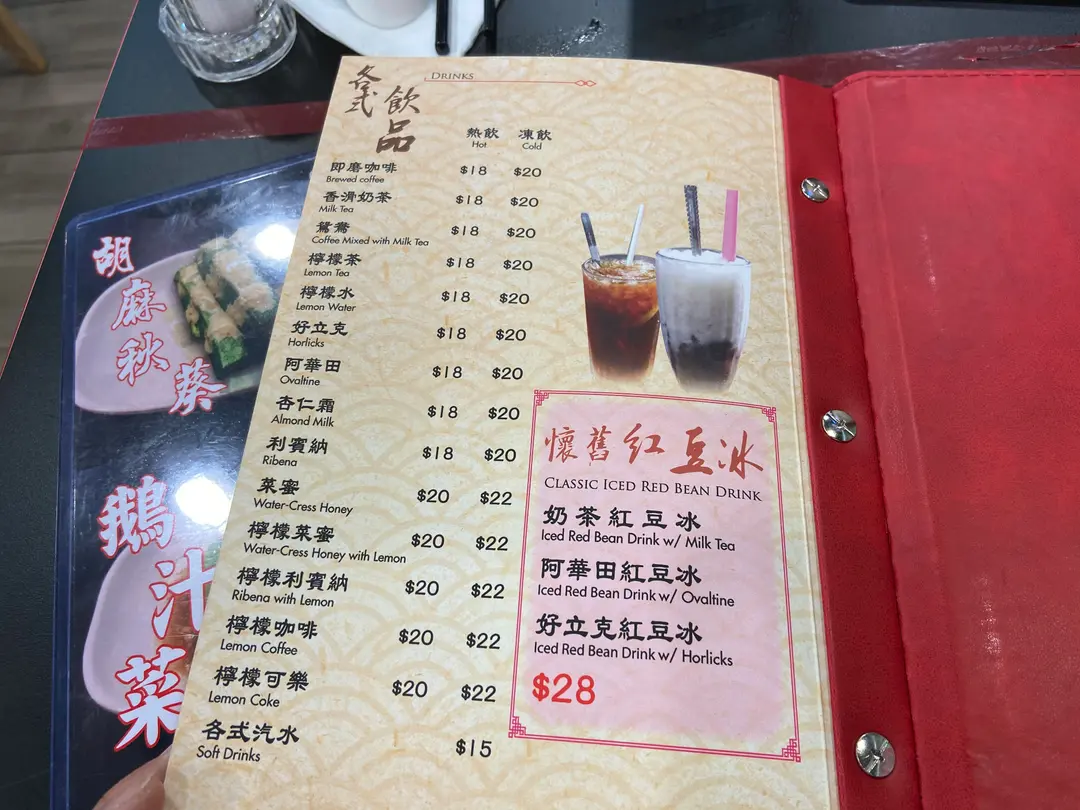 各式飲品
DRINKS
熱飲 凍飲
Hot Cold
即磨咖啡 $18 $20
Brewed coffee
香滑奶茶 $18 $20
Milk Tea
鴛鴦 $18 $20
Coffee Mixed with Milk Tea
檸檬茶 $18 $20
Lemon Tea
檸檬水 $18 $20
Lemon Water
好立克 $18 $20
Horlicks
阿華田 $18 $20
Ovaltine
杏仁霜 $18 $20
Almond Milk
利賓納 $18 $20
Ribena
菜蜜 $20 $22
Water-Cress Honey
檸檬菜蜜 $20 $22
Water-Cress Honey with Lemon
檸檬利賓納 $20 $22
Ribena with Lemon
檸檬咖啡 $20 $22
Lemon Coffee
檸檬可樂 $20 $22
Lemon Coke
各式汽水 $15
Soft Drinks
懷舊紅豆冰
CLASSIC ICED RED BEAN DRINK
奶茶紅豆冰
Iced Red Bean Drink w/ Milk Tea
阿華田紅豆冰
Iced Red Bean Drink w/ Ovaltine
好立克紅豆冰
Iced Red Bean Drink w/ Horlicks
$28
胡麻秋葵
鵝汁菜